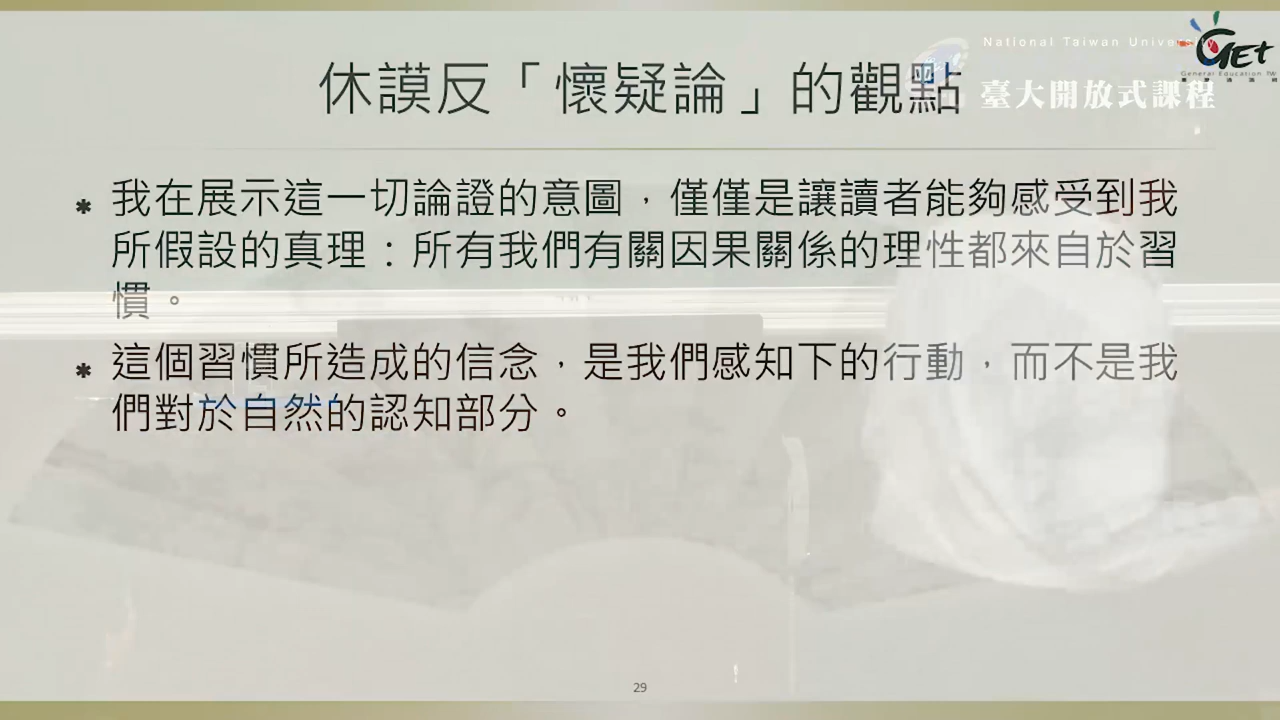 National Taiwan University
GEt
General Education TW
臺大開放式課程
休謨反「懷疑論」的觀點
* 我在展示這一切論證的意圖，僅僅是讓讀者能夠感受到我
所假設的真理：所有我們有關因果關係的理性都來自於習
慣。
* 這個習慣所造成的信念，是我們感知下的行動，而不是我
們對於自然的認知部分。
29